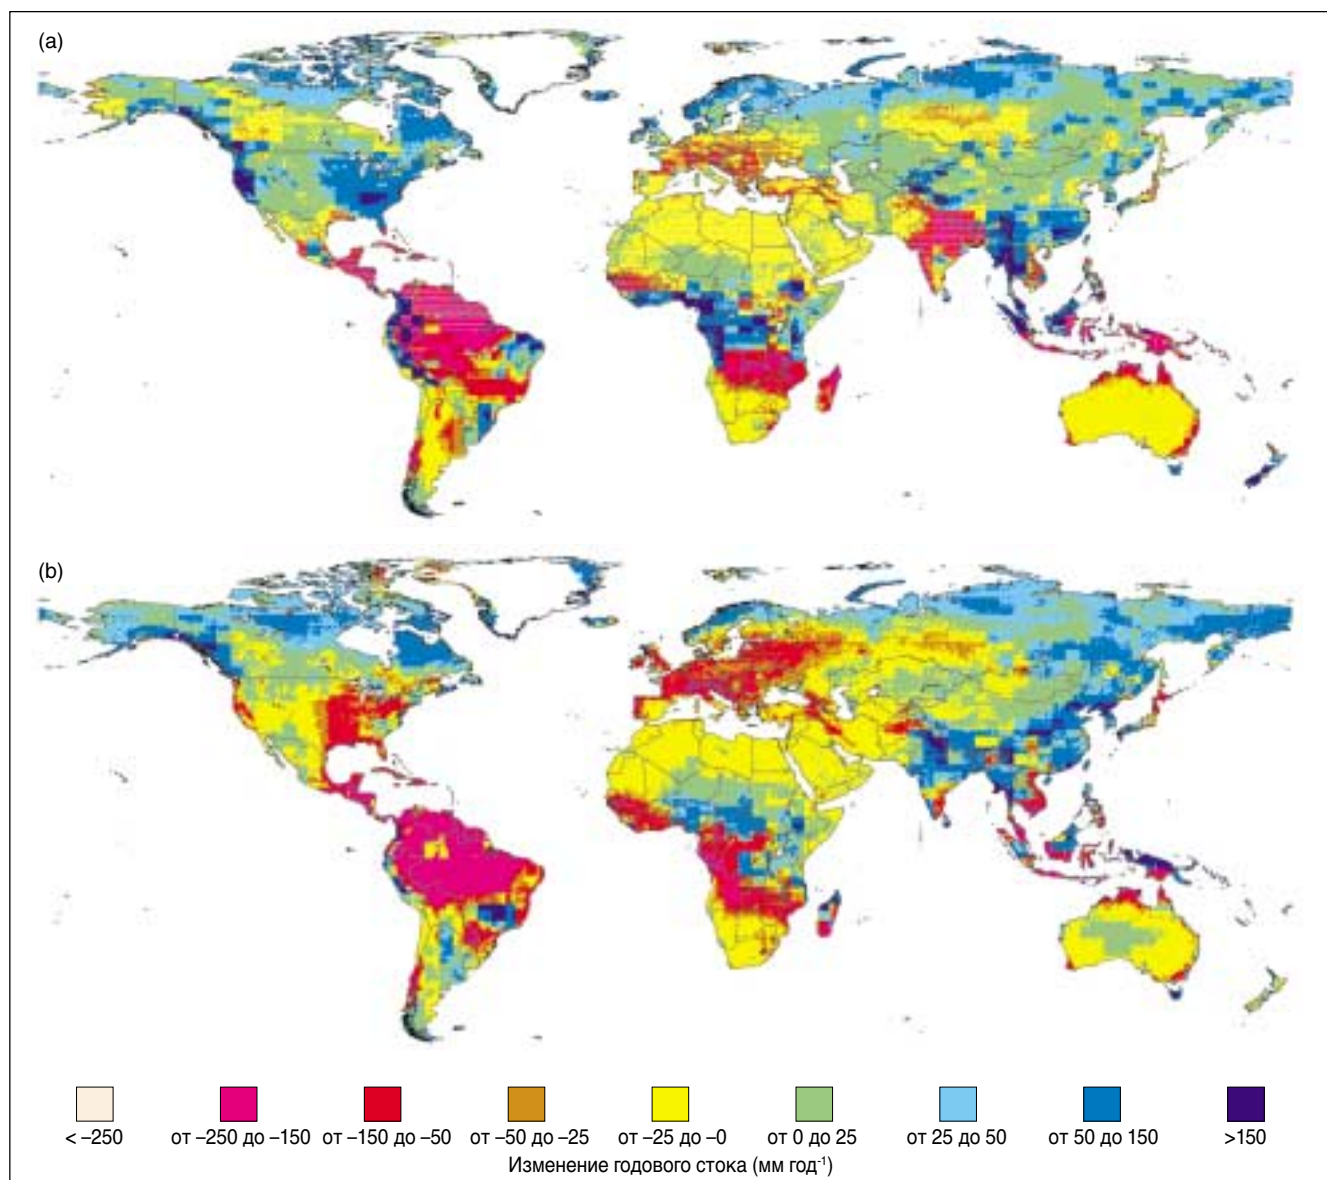 (a)
(b)
< –250
от –250 до –150
от –150 до –50
от –50 до –25
от –25 до –0
от 0 до 25
от 25 до 50
от 50 до 150
>150
Изменение годового стока (мм год⁻¹)